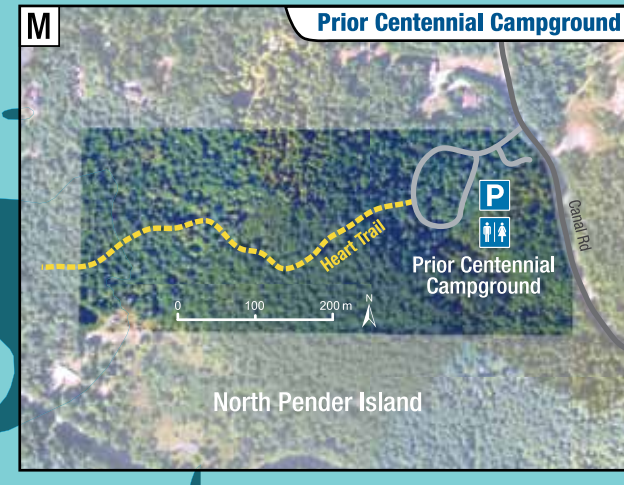 M
Prior Centennial Campground
P
Canal Rd
Heart Trail
Prior Centennial
Campground
0 100 200 m
N
North Pender Island